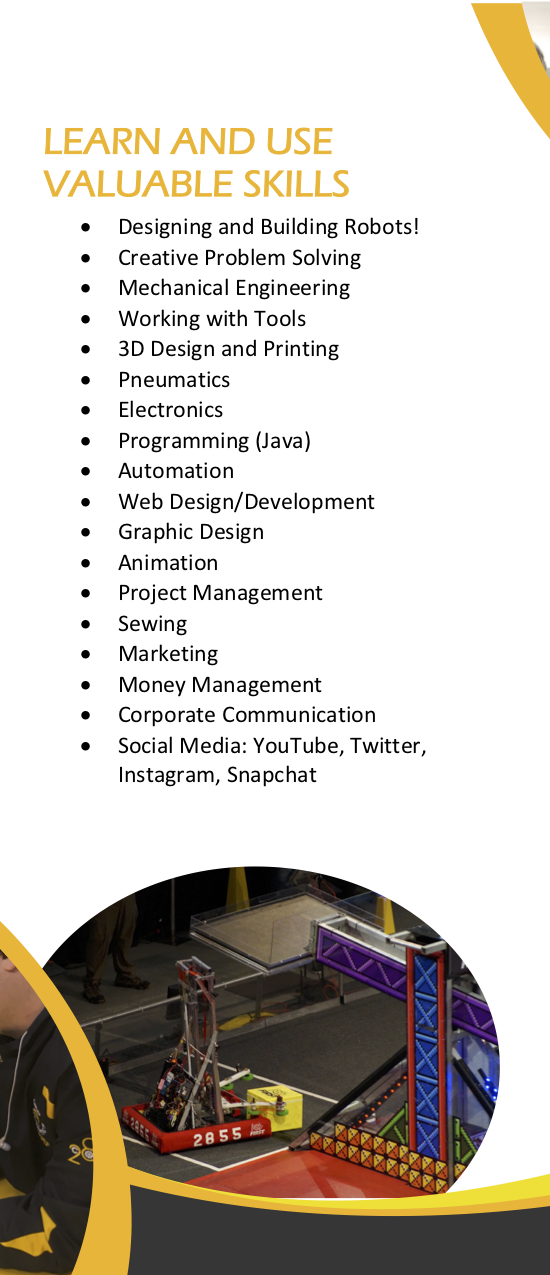 LEARN AND USE
VALUABLE SKILLS
• Designing and Building Robots!
• Creative Problem Solving
• Mechanical Engineering
• Working with Tools
• 3D Design and Printing
• Pneumatics
• Electronics
• Programming (Java)
• Automation
• Web Design/Development
• Graphic Design
• Animation
• Project Management
• Sewing
• Marketing
• Money Management
• Corporate Communication
• Social Media: YouTube, Twitter,
Instagram, Snapchat
2855
2855